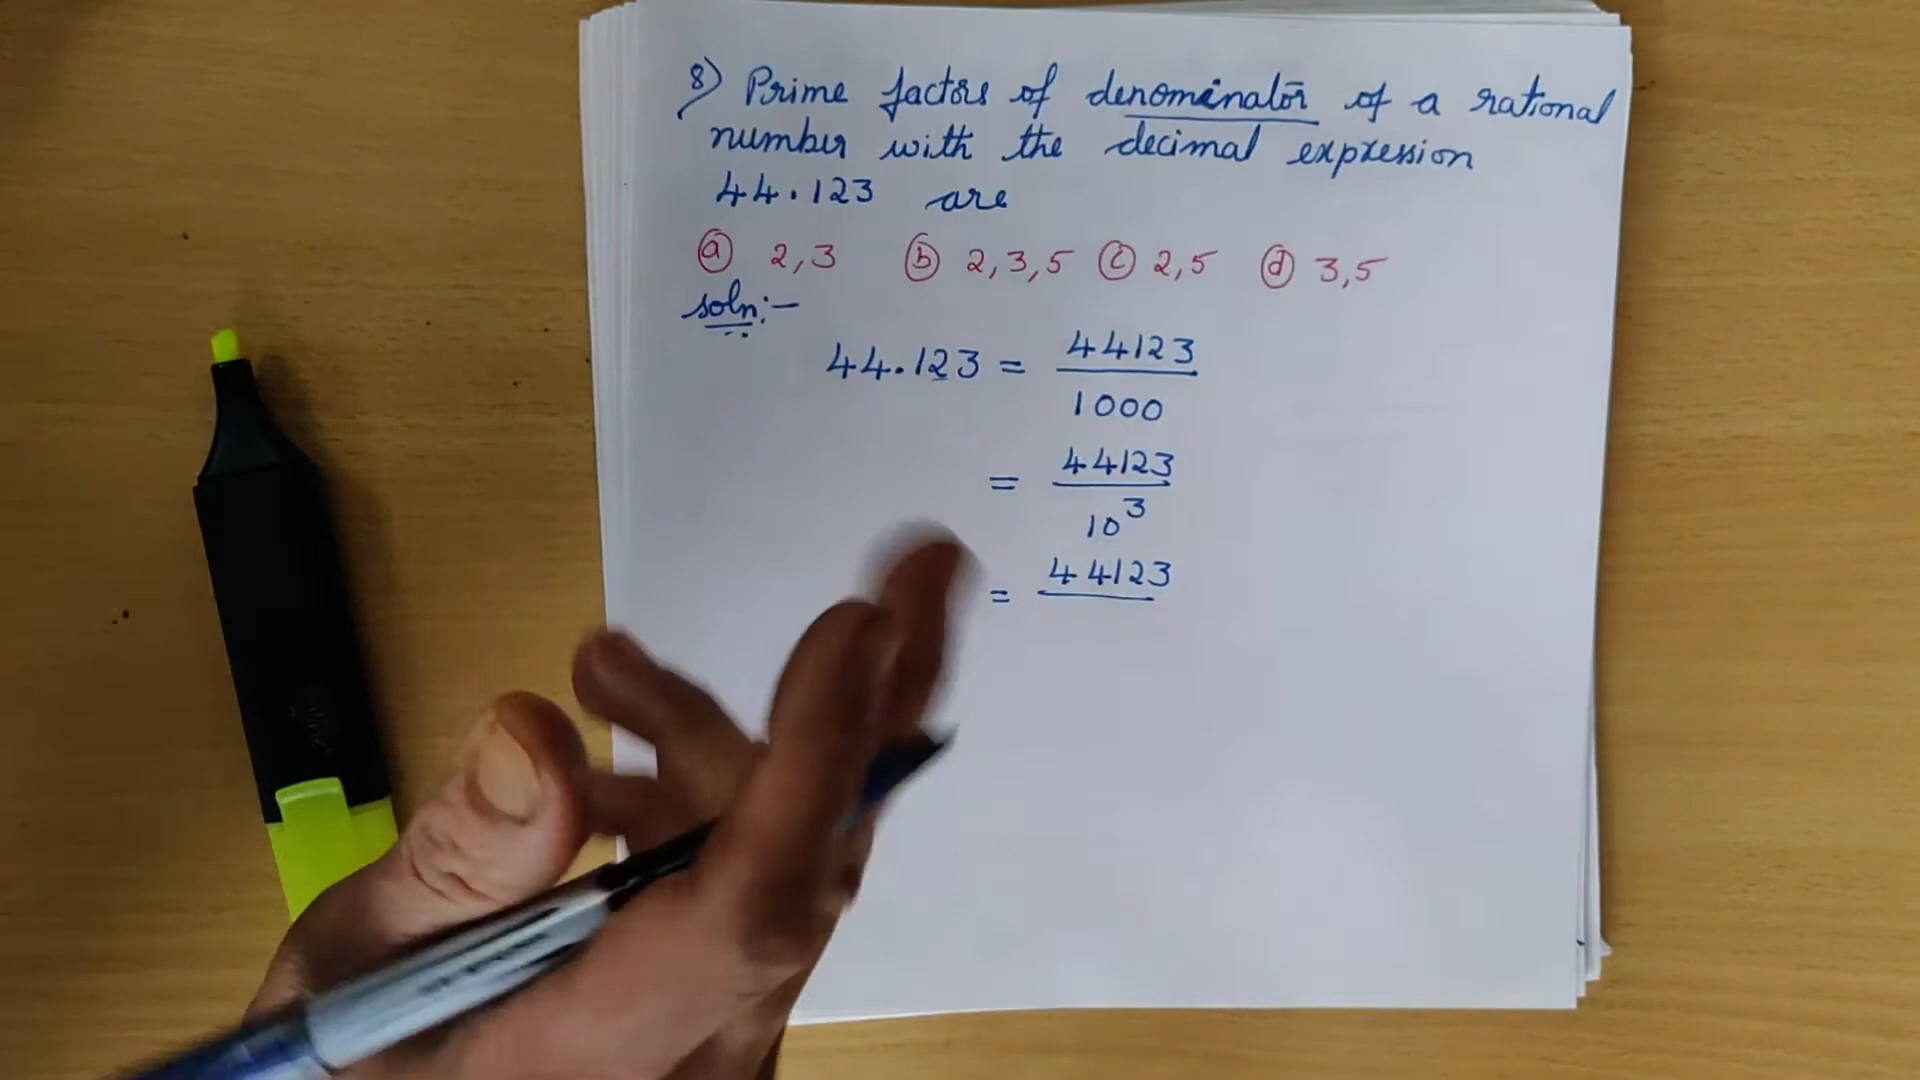 8) Prime factors of denominator of a rational
number with the decimal expression
44.123 are
ⓐ 2,3 ⓑ 2,3,5 ⓒ 2,5 ⓓ 3,5
soln:-
44.123 = 44123
1000
= 44123
10³
= 44123